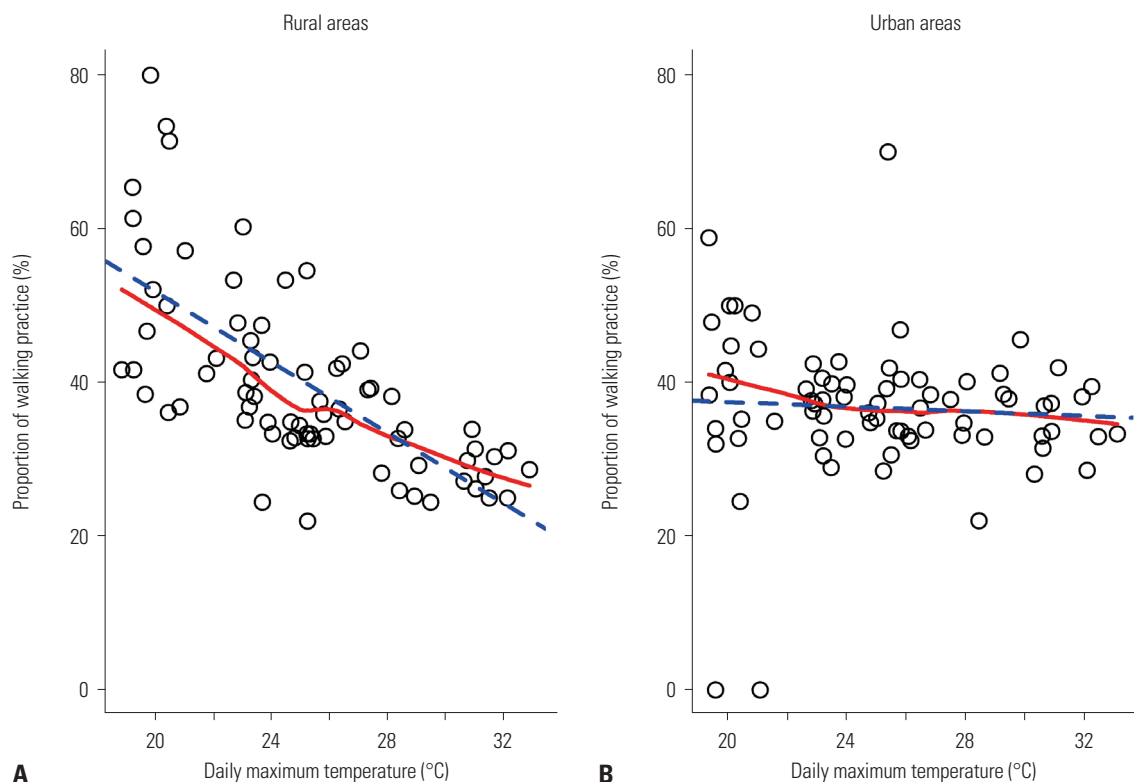 Rural areas
Proportion of walking practice (%)
80
60
40
20
0
20 24 28 32
Daily maximum temperature (°C)
A
Urban areas
Proportion of walking practice (%)
80
60
40
20
0
20 24 28 32
Daily maximum temperature (°C)
B